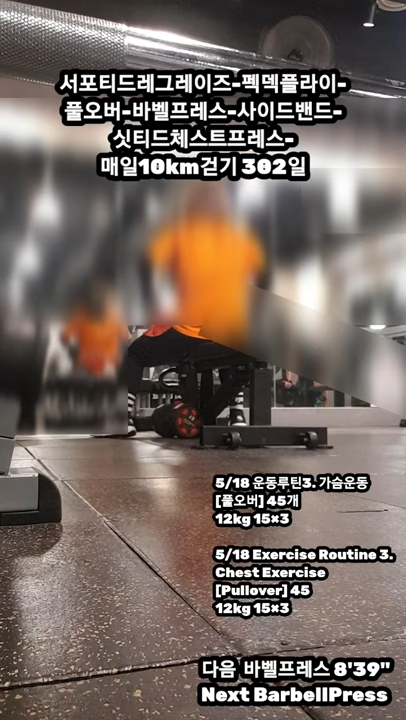 서포티드레그레이즈-펙덱플라이-
풀오버-바벨프레스-사이드밴드-
싯티드체스트프레스-
매일10km걷기 302일
5/18 운동루틴3. 가슴운동
[풀오버] 45개
12kg 15×3
5/18 Exercise Routine 3.
Chest Exercise
[Pullover] 45
12kg 15×3
다음 바벨프레스 8'39"
Next BarbellPress